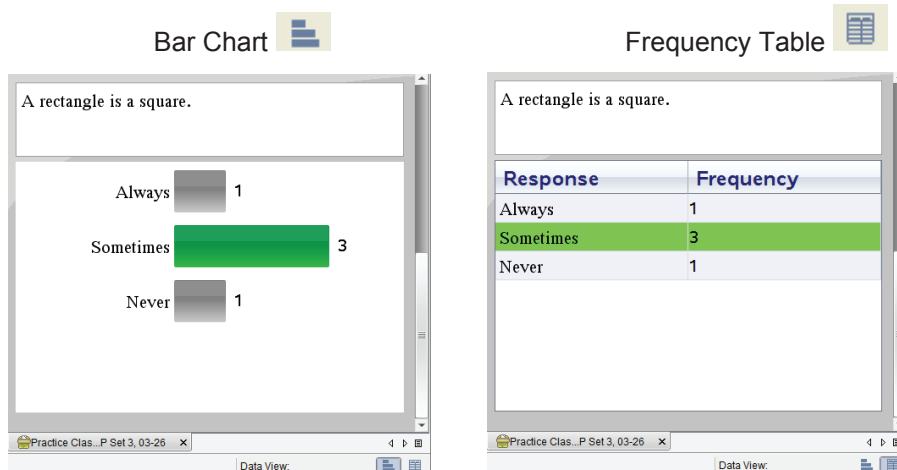 Bar Chart
A rectangle is a square.
Always 1
Sometimes 3
Never 1
Practice Clas...P Set 3, 03-26
Data View:
Frequency Table
A rectangle is a square.
Response Frequency
Always 1
Sometimes 3
Never 1
Practice Clas...P Set 3, 03-26
Data View: